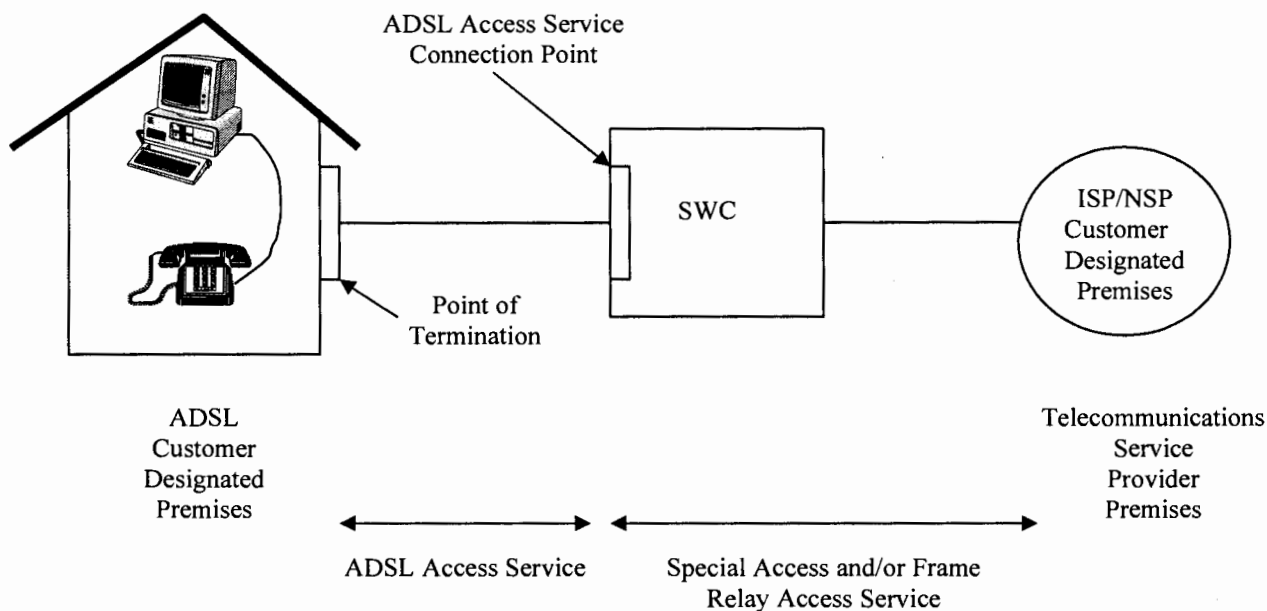 ADSL Access Service
Connection Point
SWC
ISP/NSP
Customer
Designated
Premises
Point of
Termination
ADSL
Customer
Designated
Premises
Telecommunications
Service
Provider
Premises
ADSL Access Service
Special Access and/or Frame
Relay Access Service